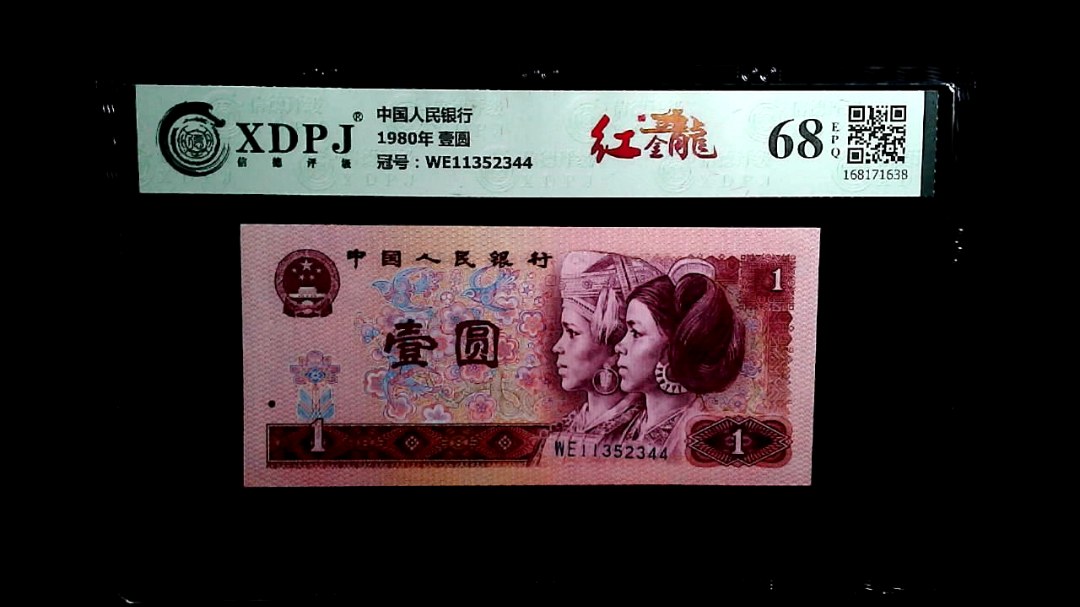 XDPJ®
信德评级
中国人民银行
1980年 壹圆
冠号：WE11352344
红金龍
68 EPQ
168171638
中国人民银行
1
壹圆
1
WE11352344
1